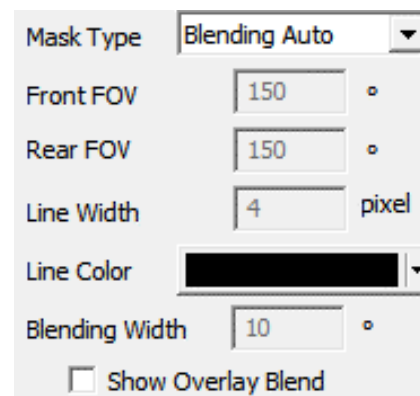 Mask Type Blending Auto
Front FOV 150 °
Rear FOV 150 °
Line Width 4 pixel
Line Color
Blending Width 10 °
Show Overlay Blend